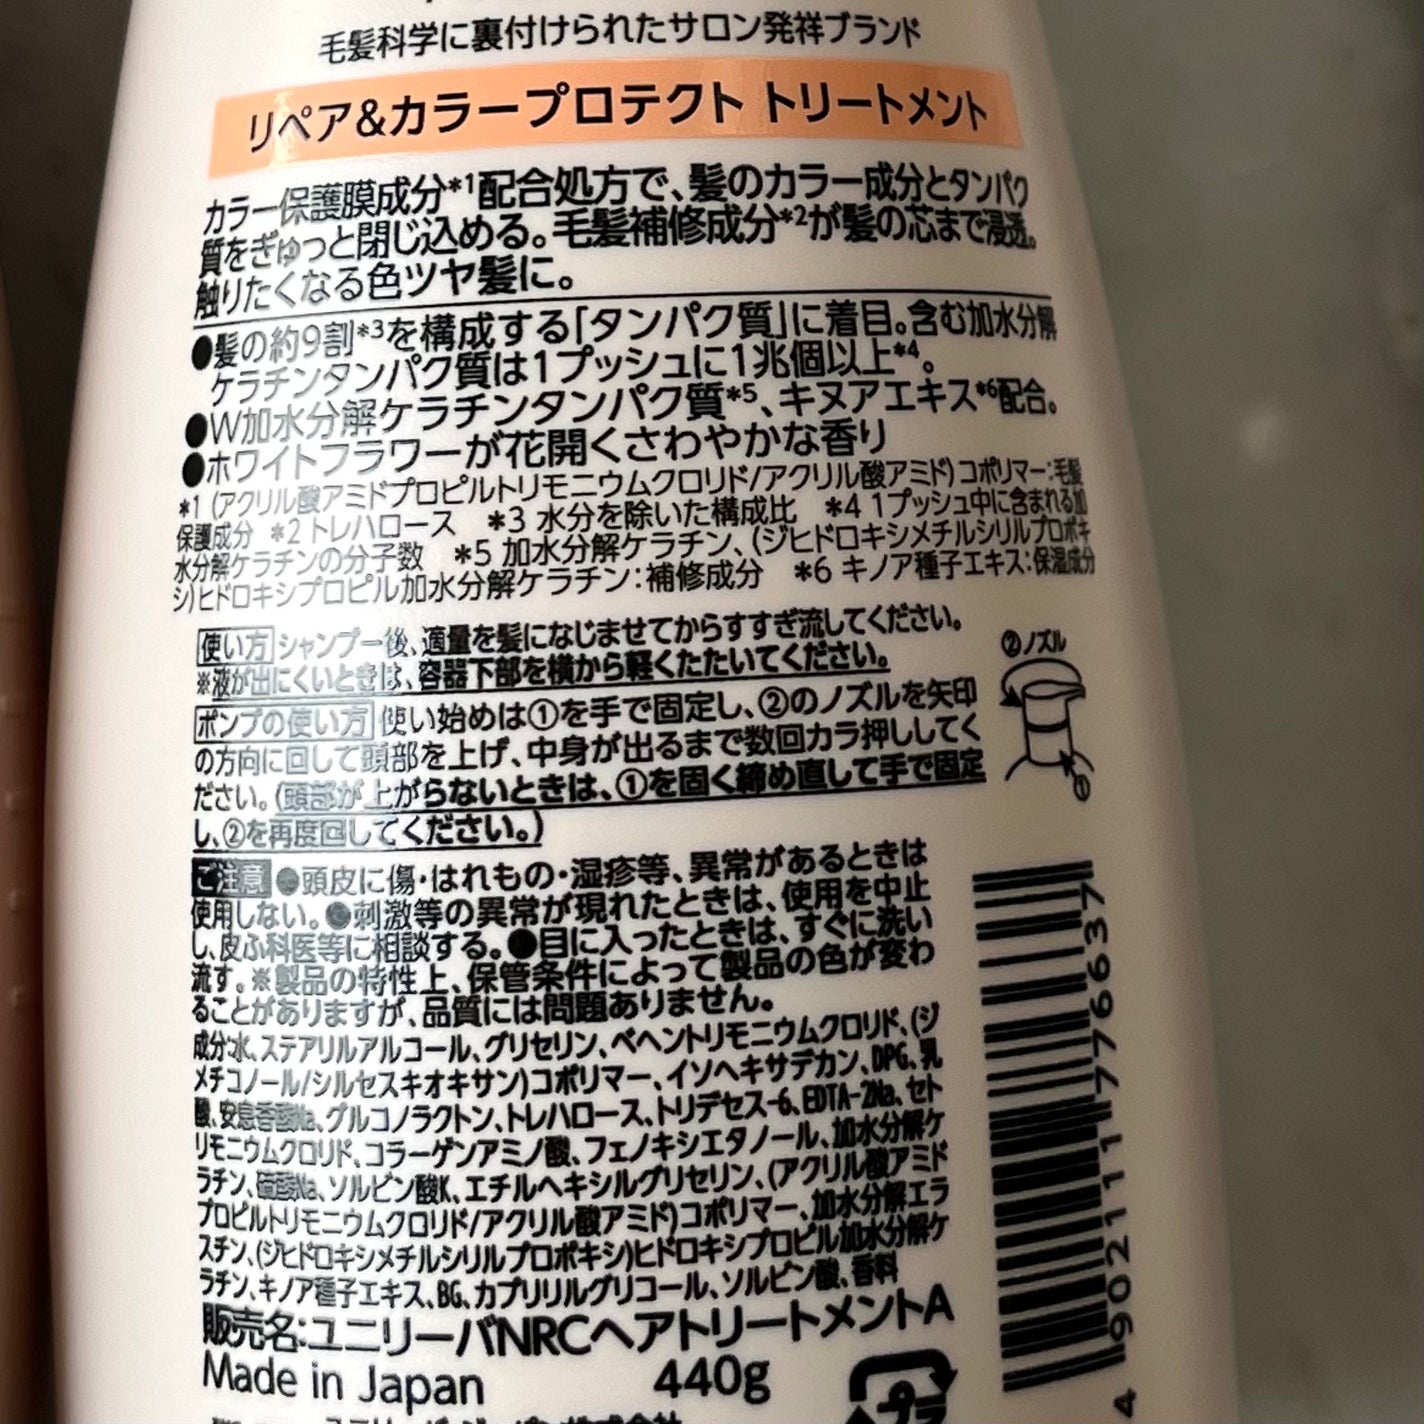 毛髪科学に裏付けられたサロン発祥ブランド
リペア&カラープロテクト トリートメント
カラー保護膜成分*1配合処方で、髪のカラー成分とタンパク
質をぎゅっと閉じ込める。毛髪補修成分*2が髪の芯まで浸透。
触りたくなる色ツヤ髪に。
●髪の約9割*3を構成する「タンパク質」に着目。含む加水分解
ケラチンタンパク質は1プッシュに1兆個以上*4。
●W加水分解ケラチンタンパク質*5、キヌアエキス*6配合。
●ホワイトフラワーが花開くさわやかな香り
*1 (アクリル酸アミドプロピルトリモニウムクロリド/アクリル酸アミド)コポリマー:毛髪
保護成分 *2 トレハロース *3 水分を除いた構成比 *4 1プッシュ中に含まれる加
水分解ケラチンの分子数 *5 加水分解ケラチン、(ジヒドロキシメチルシリルプロポキ
シ)ヒドロキシプロピル加水分解ケラチン:補修成分 *6 キノア種子エキス:保湿成分
使い方 シャンプー後、適量を髪になじませてからすすぎ流してください。
※液が出にくいときは、容器下部を横から軽くたたいてください。
ポンプの使い方 使い始めは①を手で固定し、②のノズルを矢印
の方向に回して頭部を上げ、中身が出るまで数回カラ押ししてく
ださい。(頭部が上がらないときは、①を固く締め直して手で固定
し、②を再度回してください。)
②ノズル
①
ご注意 ●頭皮に傷・はれもの・湿疹等、異常があるときは
使用しない。●刺激等の異常が現れたときは、使用を中止
し、皮ふ科医等に相談する。●目に入ったときは、すぐに洗い
流す。※製品の特性上、保管条件によって製品の色が変わ
ることがありますが、品質には問題ありません。
成分:水、ステアリルアルコール、グリセリン、ベヘントリモニウムクロリド、(ジ
メチコノール/シルセスキオキサン)コポリマー、イソヘキサデカン、DPG、乳
酸、安息香酸Na、グルコノラクトン、トレハロース、トリデセス-6、EDTA-2Na、セト
リモニウムクロリド、コラーゲンアミノ酸、フェノキシエタノール、加水分解ケ
ラチン、硫酸Na、ソルビン酸K、エチルヘキシルグリセリン、(アクリル酸アミド
プロピルトリモニウムクロリド/アクリル酸アミド)コポリマー、加水分解エラ
スチン、(ジヒドロキシメチルシリルプロポキシ)ヒドロキシプロピル加水分解ケ
ラチン、キノア種子エキス、BG、カプリリルグリコール、ソルビン酸、香料
販売名:ユニリーバNRCヘアトリートメントA
Made in Japan 440g
プラ
4 902111 776637